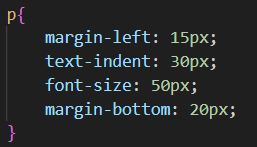 p{
    margin-left: 15px;
    text-indent: 30px;
    font-size: 50px;
    margin-bottom: 20px;
}